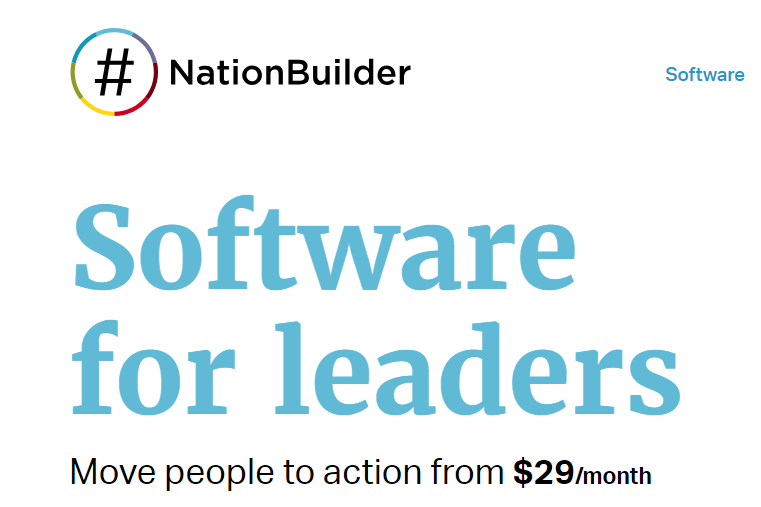 # NationBuilder
Software
Software
for leaders
Move people to action from $29/month